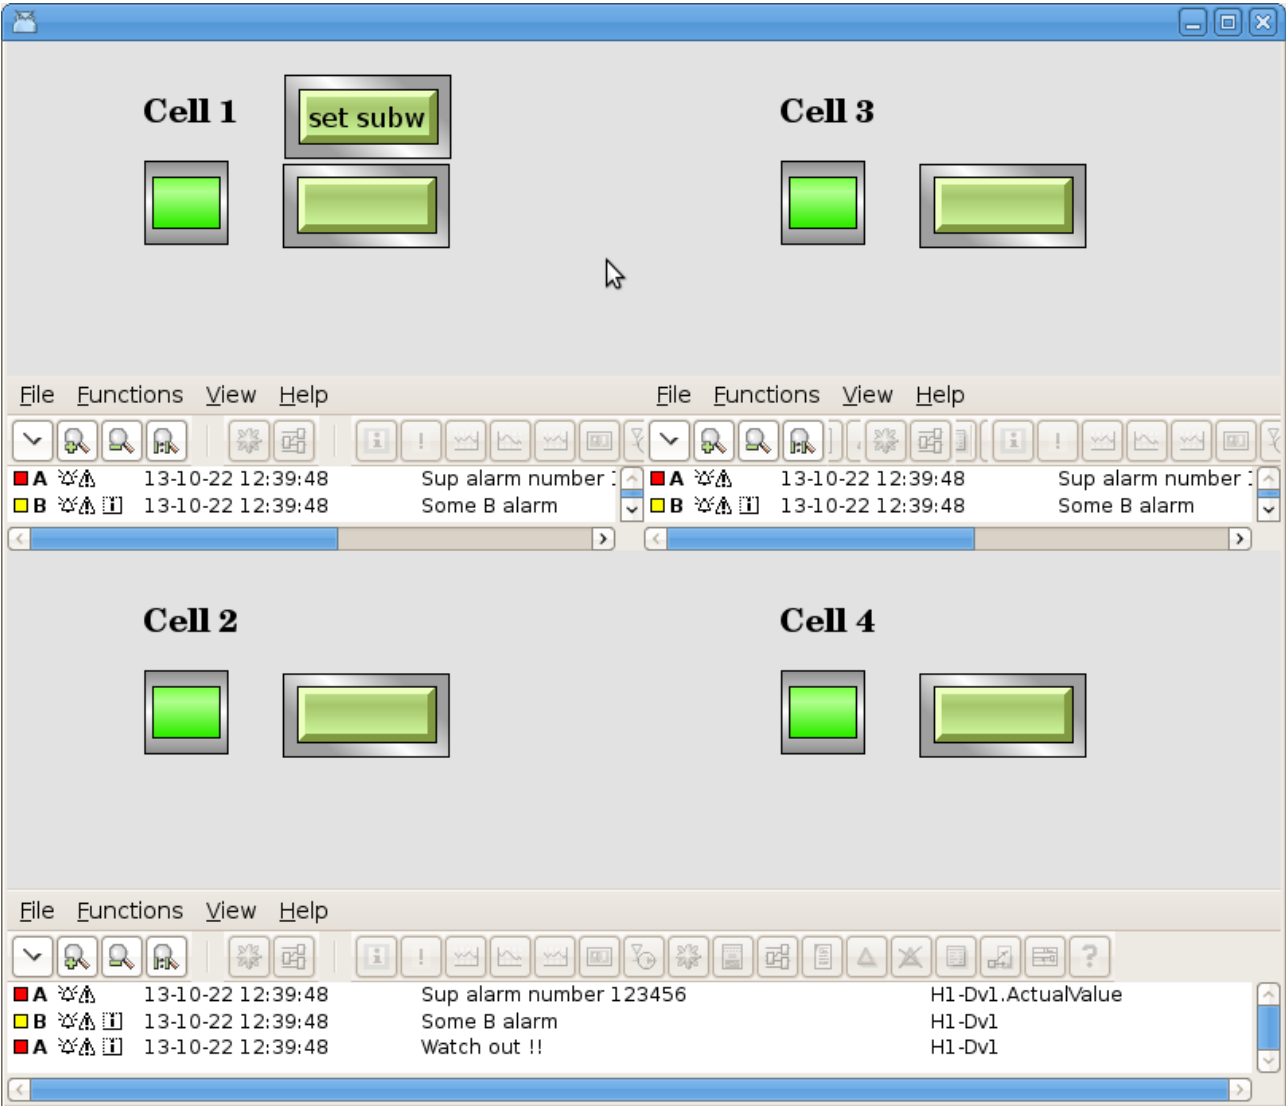 Cell 1
set subw
Cell 3
File Functions View Help
File Functions View Help
A 13-10-22 12:39:48 Sup alarm number
B 13-10-22 12:39:48 Some B alarm
A 13-10-22 12:39:48 Sup alarm number
B 13-10-22 12:39:48 Some B alarm
Cell 2
Cell 4
File Functions View Help
A 13-10-22 12:39:48 Sup alarm number 123456 H1-Dv1.ActualValue
B 13-10-22 12:39:48 Some B alarm H1-Dv1
A 13-10-22 12:39:48 Watch out !! H1-Dv1